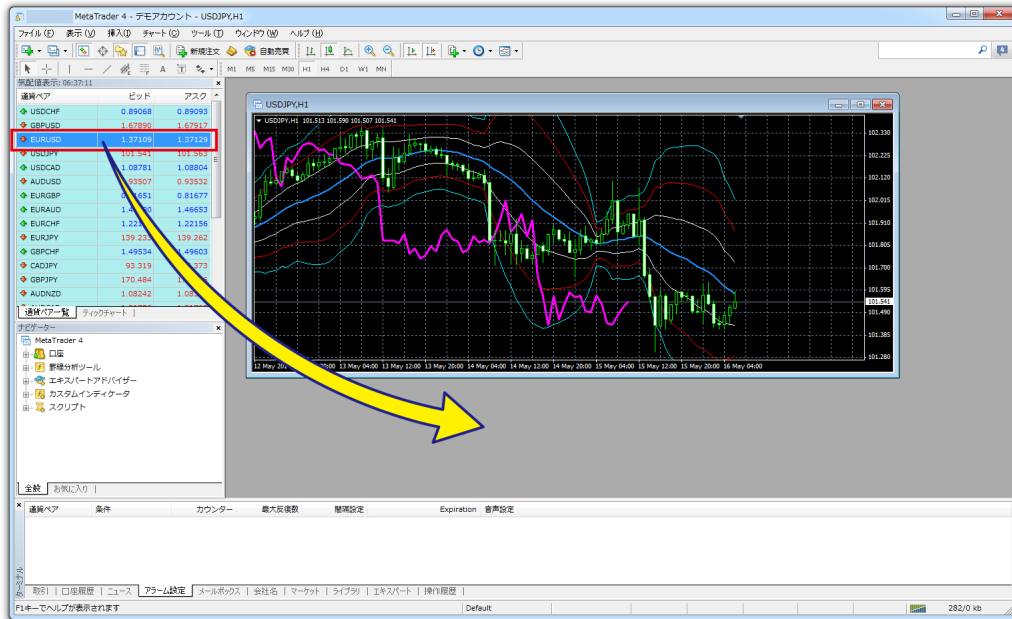 MetaTrader 4 - デモアカウント - USDJPY,H1
ファイル (F) 表示 (V) 挿入(I) チャート (C) ツール (T) ウィンドウ (W) ヘルプ (H)
新規注文 自動売買
M1 M5 M15 M30 H1 H4 D1 W1 MN
気配値表示: 06:37:11
通貨ペア ビッド アスク
USDCHF 0.89068 0.89093
GBPUSD 1.67890 1.67917
EURUSD 1.37109 1.37129
USDJPY 101.541 101.563
USDCAD 1.08781 1.08804
AUDUSD 0.93532
EURGBP 0.81677
EURAUD 1.46653
EURCHF 1.22156
EURJPY 139.233 139.262
GBPCHF 1.49534
CADJPY 93.319
GBPJPY 170.484
AUDNZD 1.08242
通貨ペア一覧 ティックチャート
ナビゲーター
MetaTrader 4
口座
罫線分析ツール
エキスパートアドバイザー
カスタムインディケータ
スクリプト
全般 お気に入り
USDJPY,H1
USDJPY,H1 101.513 101.590 101.507 101.541
102.330
102.225
102.120
102.015
101.910
101.805
101.700
101.595
101.541
101.490
101.385
101.280
13 May 04:00 13 May 12:00 13 May 20:00 14 May 04:00 14 May 12:00 14 May 20:00 15 May 04:00 15 May 12:00 15 May 20:00 16 May 04:00
通貨ペア 条件 カウンター 最大反復数 間隔設定 Expiration 音声設定
ターミナル
取引 口座履歴 ニュース アラーム設定 メールボックス 会社名 マーケット ライブラリ エキスパート 操作履歴
F1キーでヘルプが表示されます Default 282/0 kb